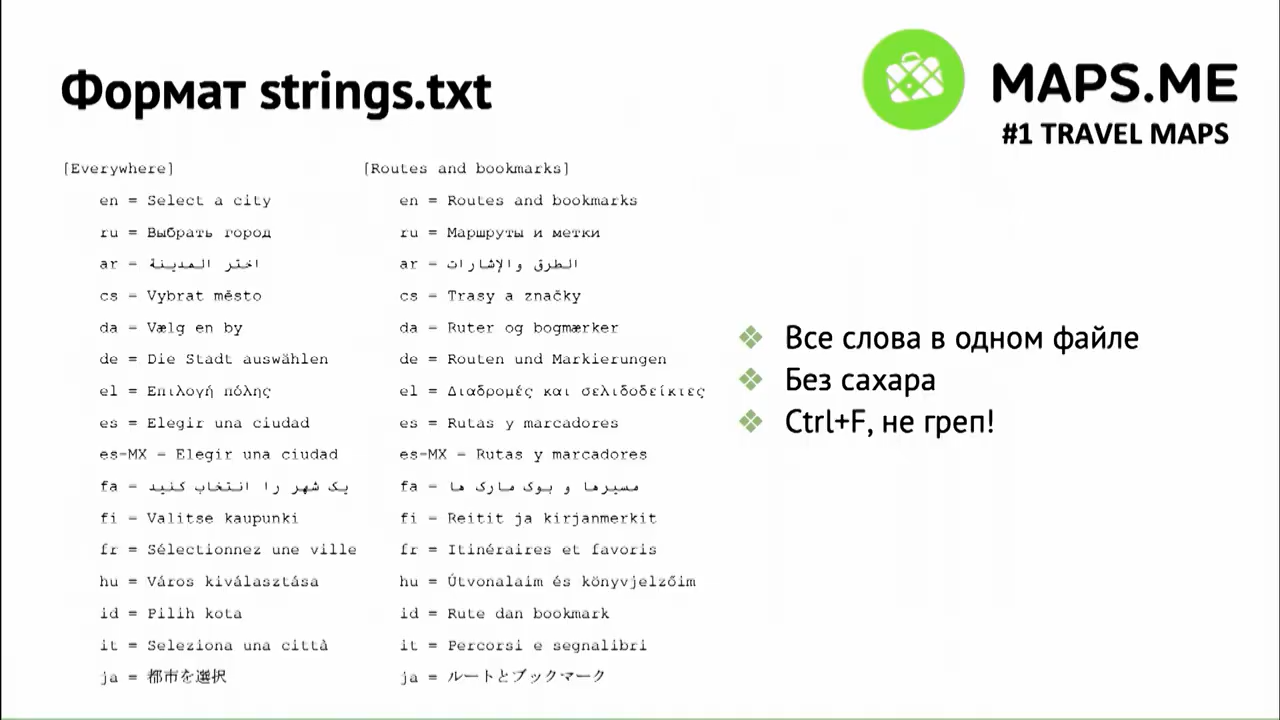 Формат strings.txt
MAPS.ME
#1 TRAVEL MAPS
[Everywhere]
en = Select a city
ru = Выбрать город
ar = اختر المدينة
cs = Vybrat město
da = Vælg en by
de = Die Stadt auswählen
el = Επιλογή πόλης
es = Elegir una ciudad
es-MX = Elegir una ciudad
fa = یک شهر را انتخاب کنید
fi = Valitse kaupunki
fr = Sélectionnez une ville
hu = Város kiválasztása
id = Pilih kota
it = Seleziona una città
ja = 都市を選択
[Routes and bookmarks]
en = Routes and bookmarks
ru = Маршруты и метки
ar = الطرق والإشارات
cs = Trasy a značky
da = Ruter og bogmærker
de = Routen und Markierungen
el = Διαδρομές και σελιδοδείκτες
es = Rutas y marcadores
es-MX = Rutas y marcadores
fa = مسیرها و بوک مارک ها
fi = Reitit ja kirjanmerkit
fr = Itinéraires et favoris
hu = Útvonalaim és könyvjelzőim
id = Rute dan bookmark
it = Percorsi e segnalibri
ja = ルートとブックマーク
❖ Все слова в одном файле
❖ Без сахара
❖ Ctrl+F, не греп!